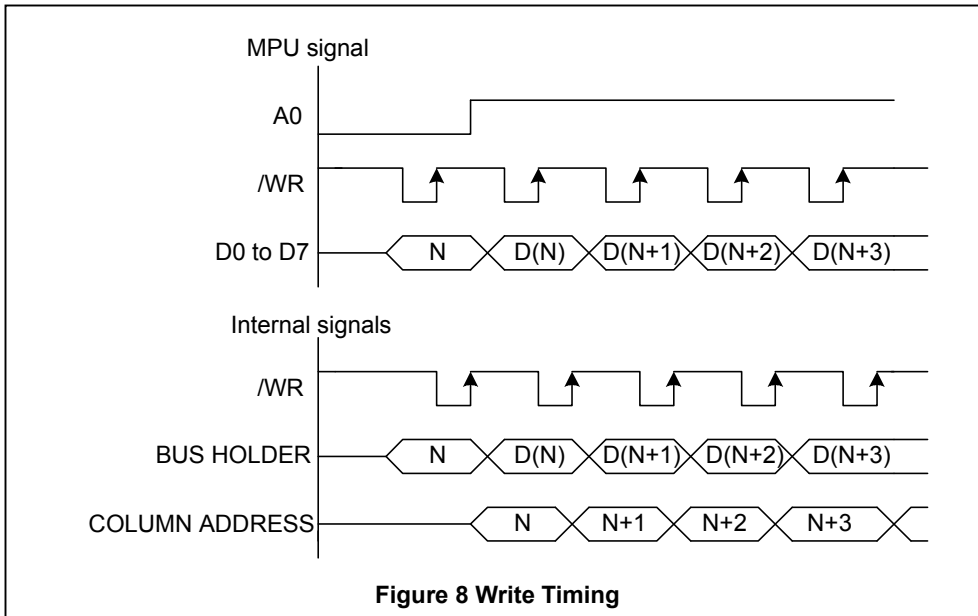 MPU signal
A0
/WR
D0 to D7 N D(N) D(N+1) D(N+2) D(N+3)
Internal signals
/WR
BUS HOLDER N D(N) D(N+1) D(N+2) D(N+3)
COLUMN ADDRESS N N+1 N+2 N+3
Figure 8 Write Timing